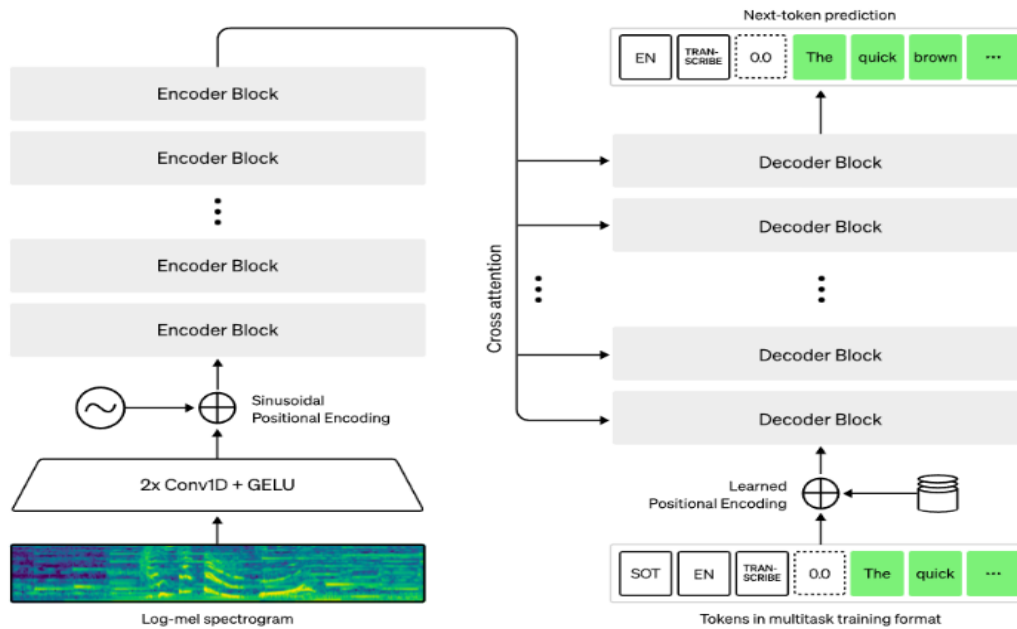 Encoder Block
Encoder Block
Encoder Block
Encoder Block
Sinusoidal
Positional Encoding
2x Conv1D + GELU
Log-mel spectrogram
Cross attention
Next-token prediction
EN
TRAN-
SCRIBE
0.0
The
quick
brown
...
Decoder Block
Decoder Block
Decoder Block
Decoder Block
Learned
Positional Encoding
SOT
EN
TRAN-
SCRIBE
0.0
The
quick
...
Tokens in multitask training format